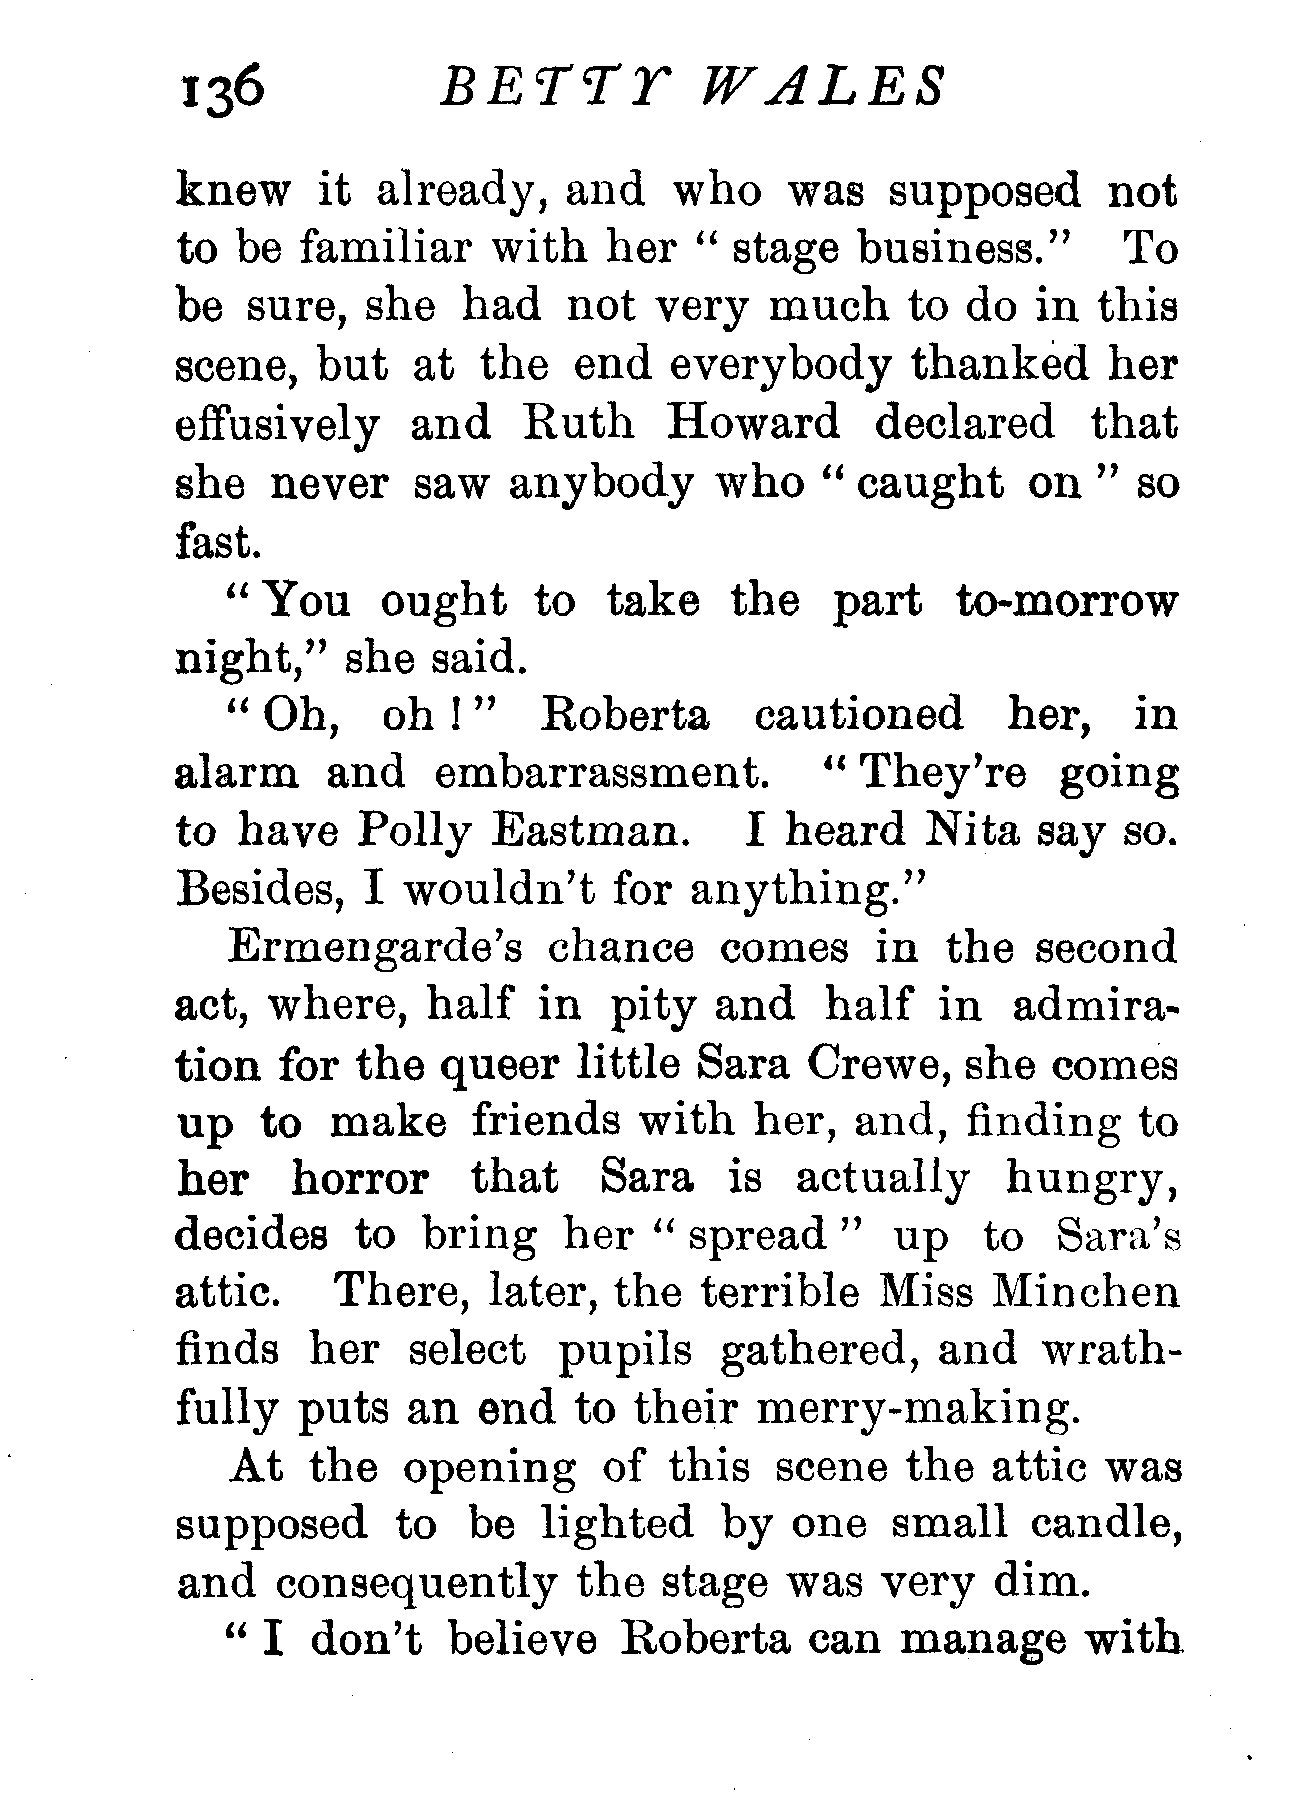 136 BETTY WALES
knew it already, and who was supposed not
to be familiar with her “ stage business.” To
be sure, she had not very much to do in this
scene, but at the end everybody thanked her
effusively and Ruth Howard declared that
she never saw anybody who “ caught on ” so
fast.
“ You ought to take the part to-morrow
night,” she said.
“ Oh, oh ! ” Roberta cautioned her, in
alarm and embarrassment. “ They’re going
to have Polly Eastman. I heard Nita say so.
Besides, I wouldn’t for anything.”
Ermengarde’s chance comes in the second
act, where, half in pity and half in admira-
tion for the queer little Sara Crewe, she comes
up to make friends with her, and, finding to
her horror that Sara is actually hungry,
decides to bring her “ spread ” up to Sara’s
attic. There, later, the terrible Miss Minchen
finds her select pupils gathered, and wrath-
fully puts an end to their merry-making.
At the opening of this scene the attic was
supposed to be lighted by one small candle,
and consequently the stage was very dim.
“ I don’t believe Roberta can manage with